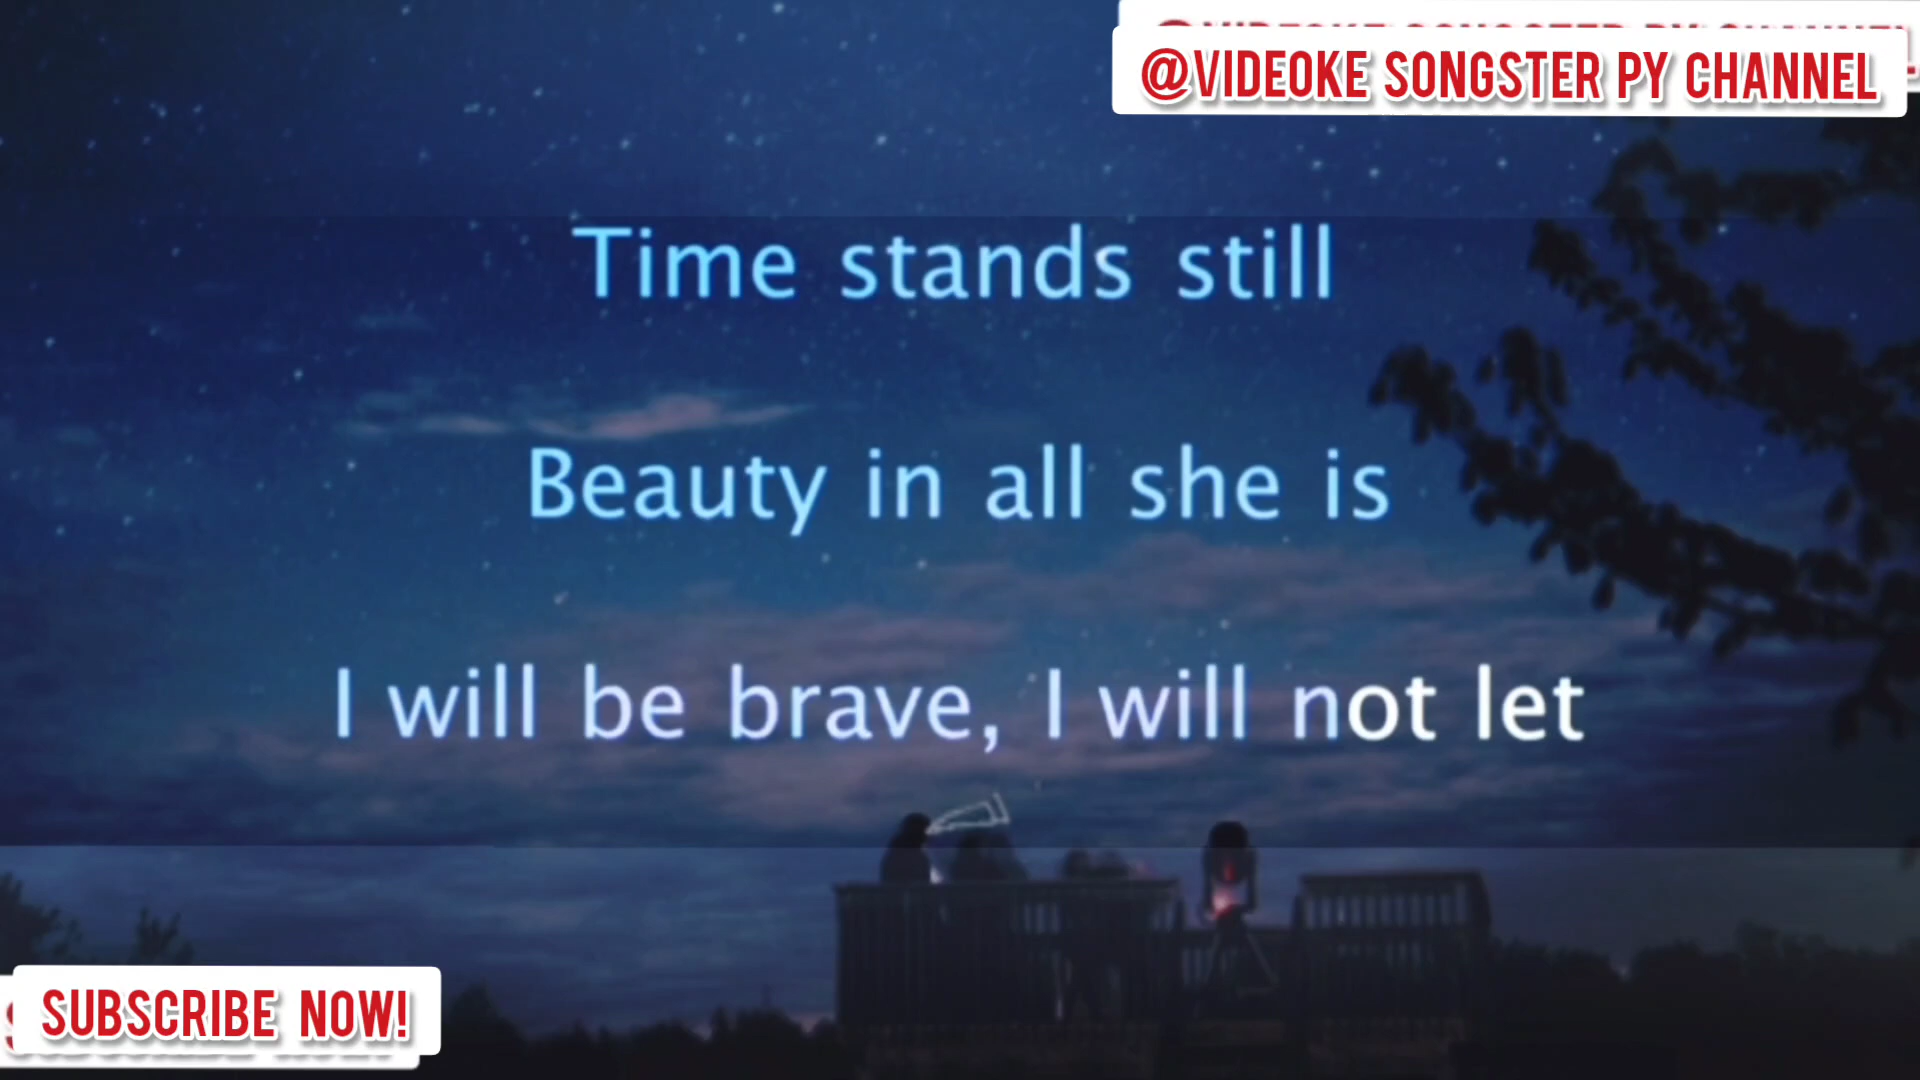 @VIDEOKE SONGSTER PY CHANNEL
Time stands still
Beauty in all she is
I will be brave, I will not let
SUBSCRIBE NOW!